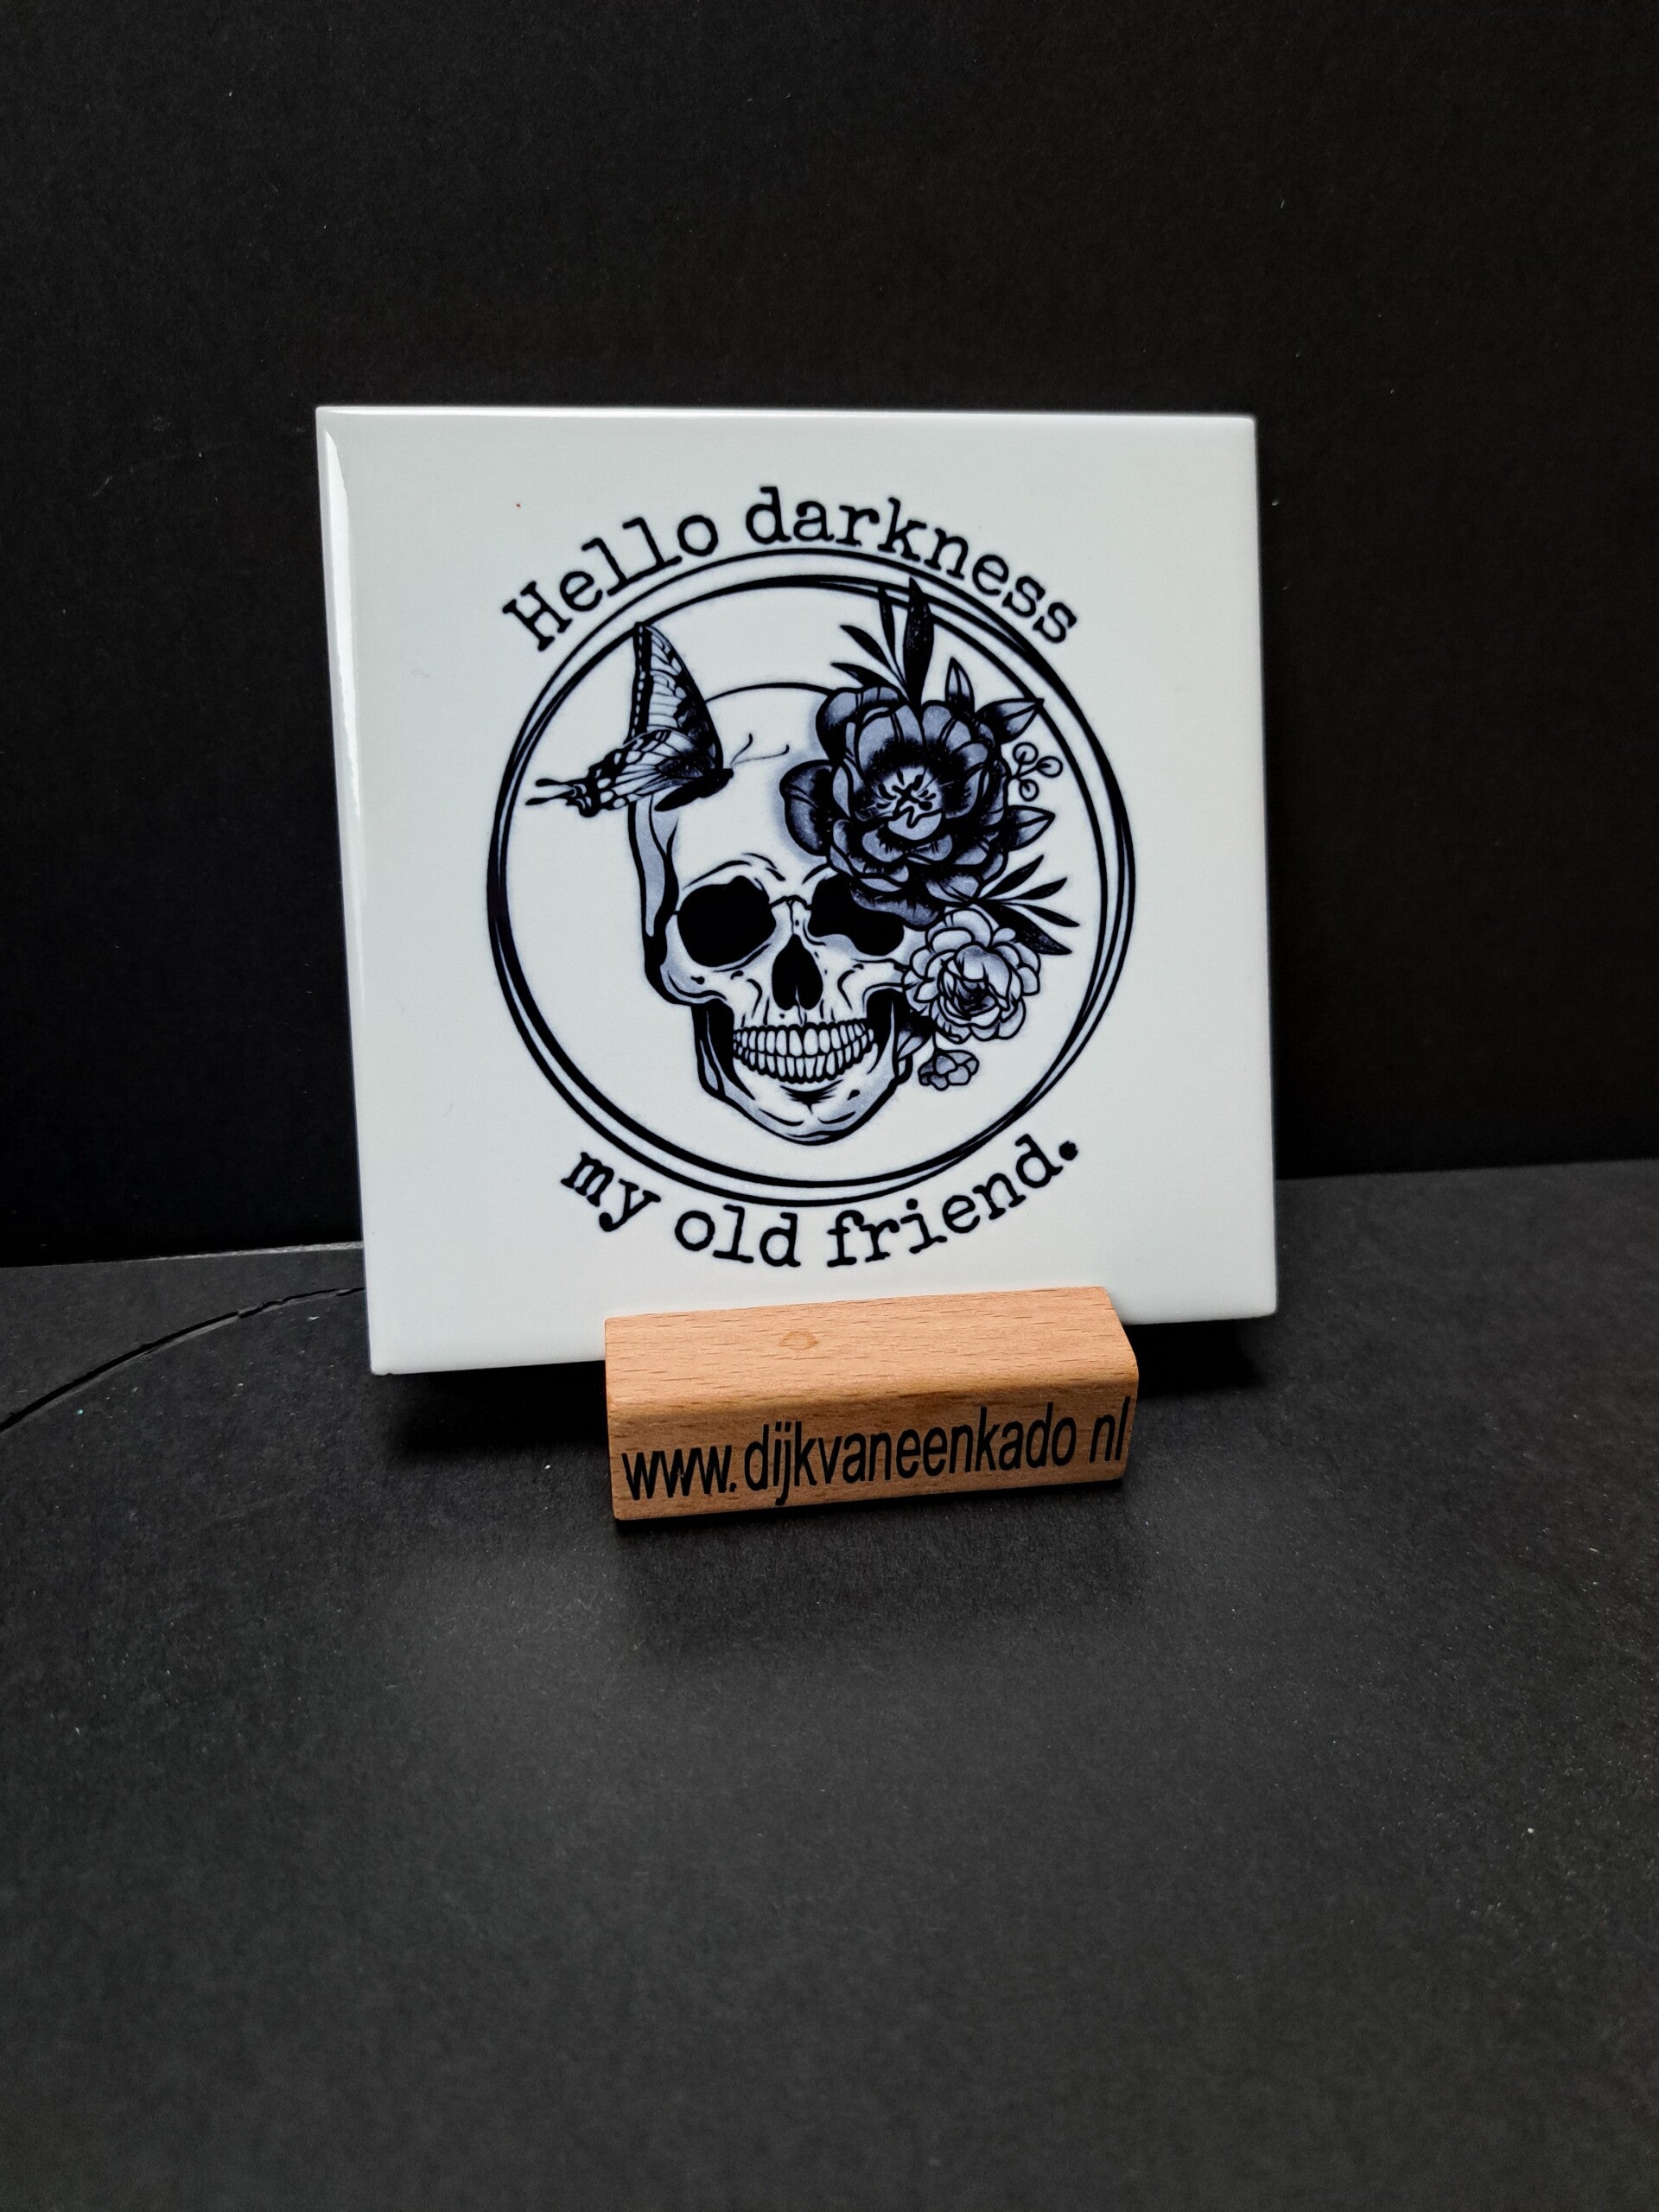 Hello darkness
my old friend.
www.dijkvaneenkado nl